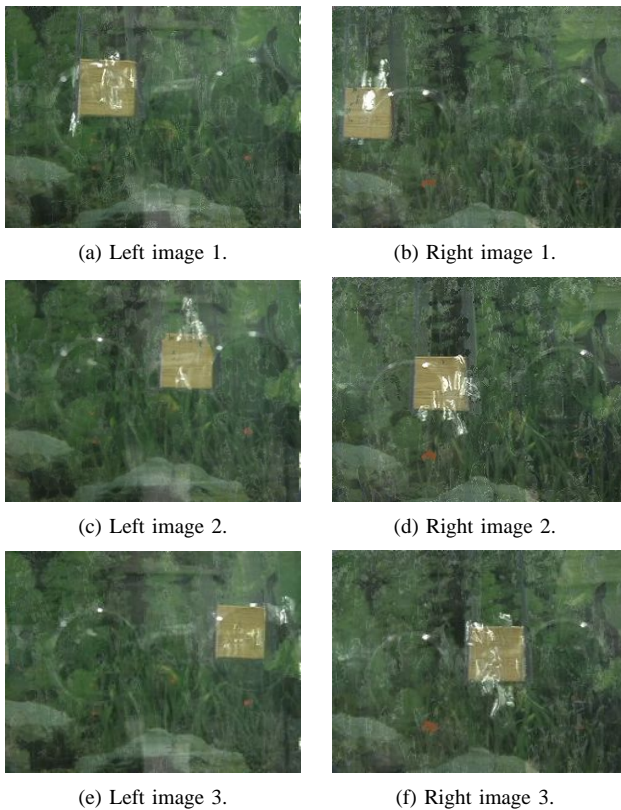 (a) Left image 1.
(b) Right image 1.
(c) Left image 2.
(d) Right image 2.
(e) Left image 3.
(f) Right image 3.